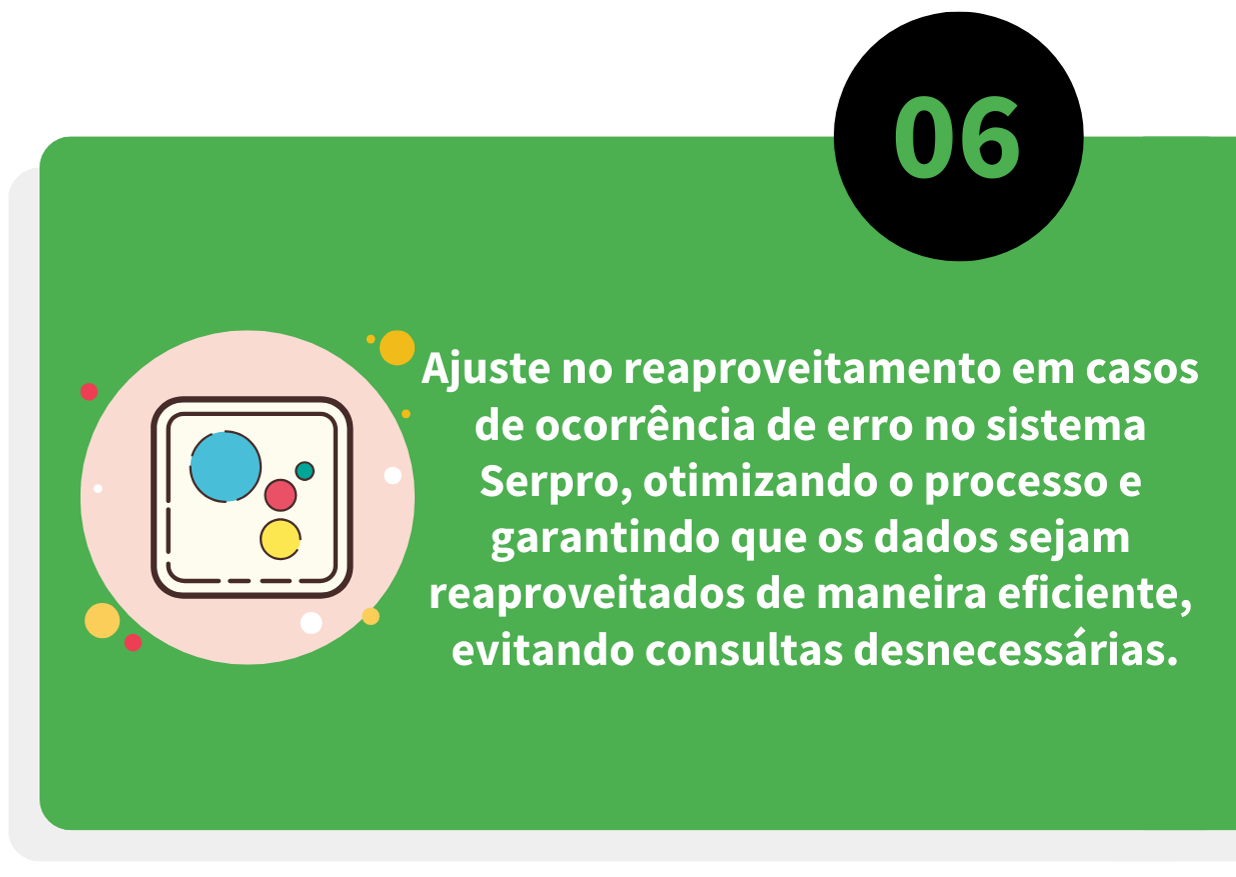 06
Ajuste no reaproveitamento em casos
de ocorrência de erro no sistema
Serpro, otimizando o processo e
garantindo que os dados sejam
reaproveitados de maneira eficiente,
evitando consultas desnecessárias.